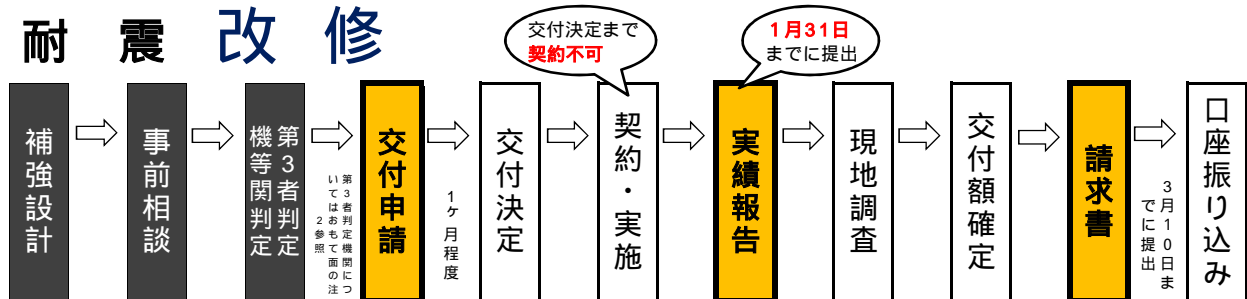 耐震改修
補強設計
事前相談
第3者判定
機等関判定
第3者判定機関につ
いてはおもて面の注
2参照
交付申請
1ヶ月程度
交付決定
交付決定まで
契約不可
契約・実施
1月31日
までに提出
実績報告
現地調査
交付額確定
請求書
3月10日ま
でに提出
口座振り込み